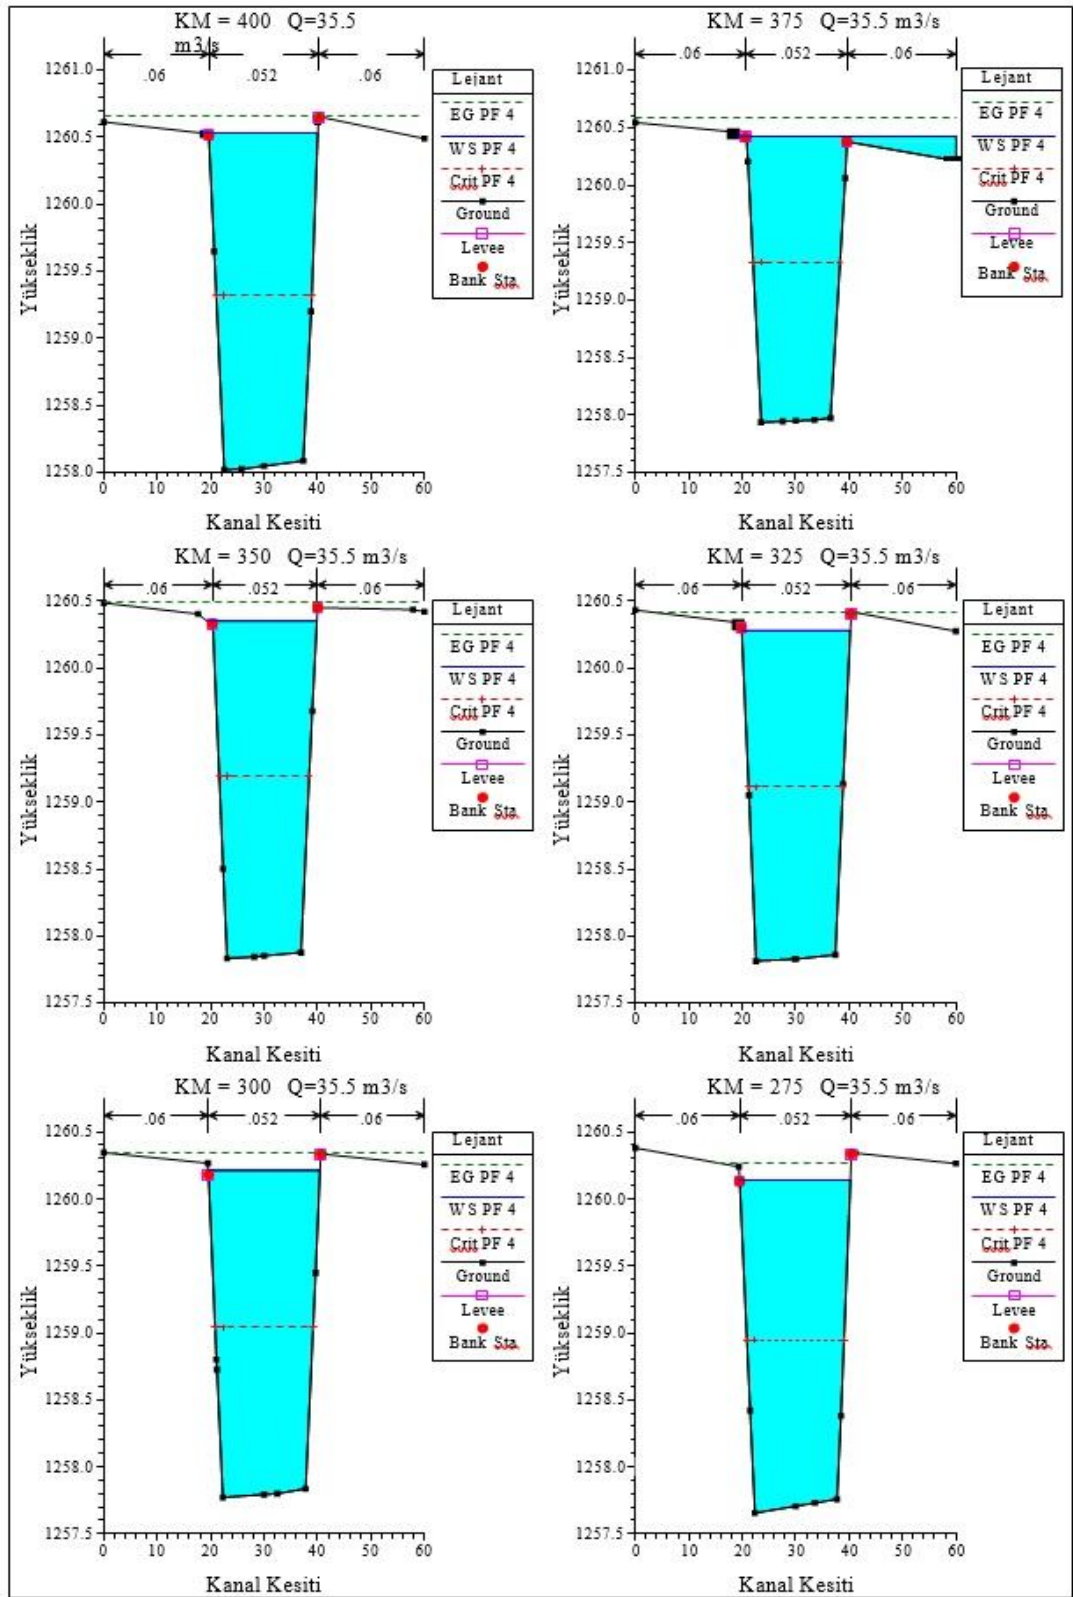 KM = 400 Q=35.5
m3/s
.06 .052 .06
1261.0
1260.5
1260.0
1259.5
1259.0
1258.5
1258.0
Yükseklik
0 10 20 30 40 50 60
Kanal Kesiti
Lejant
EG PF 4
WS PF 4
Crit PF 4
Ground
Levee
Bank Sta
KM = 375 Q=35.5 m3/s
.06 .052 .06
1261.0
1260.5
1260.0
1259.5
1259.0
1258.5
1258.0
1257.5
Yükseklik
0 10 20 30 40 50 60
Kanal Kesiti
Lejant
EG PF 4
WS PF 4
Crit PF 4
Ground
Levee
Bank Sta
KM = 350 Q=35.5 m3/s
.06 .052 .06
1260.5
1260.0
1259.5
1259.0
1258.5
1258.0
1257.5
Yükseklik
0 10 20 30 40 50 60
Kanal Kesiti
Lejant
EG PF 4
WS PF 4
Crit PF 4
Ground
Levee
Bank Sta
KM = 325 Q=35.5 m3/s
.06 .052 .06
1260.5
1260.0
1259.5
1259.0
1258.5
1258.0
1257.5
Yükseklik
0 10 20 30 40 50 60
Kanal Kesiti
Lejant
EG PF 4
WS PF 4
Crit PF 4
Ground
Levee
Bank Sta
KM = 300 Q=35.5 m3/s
.06 .052 .06
1260.5
1260.0
1259.5
1259.0
1258.5
1258.0
1257.5
Yükseklik
0 10 20 30 40 50 60
Kanal Kesiti
Lejant
EG PF 4
WS PF 4
Crit PF 4
Ground
Levee
Bank Sta
KM = 275 Q=35.5 m3/s
.06 .052 .06
1260.5
1260.0
1259.5
1259.0
1258.5
1258.0
1257.5
Yükseklik
0 10 20 30 40 50 60
Kanal Kesiti
Lejant
EG PF 4
WS PF 4
Crit PF 4
Ground
Levee
Bank Sta